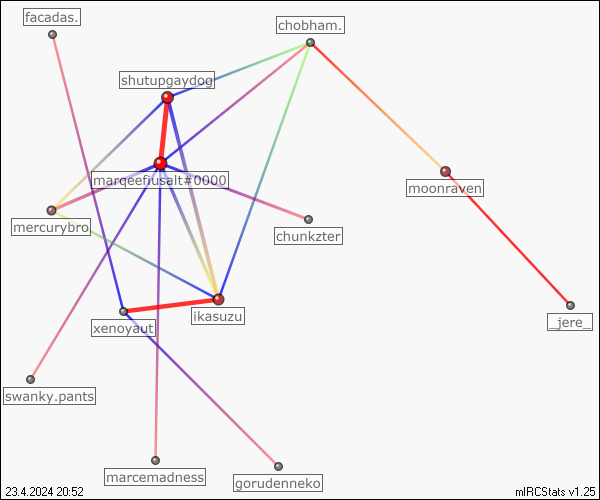 facadas.
chobham.
shutupgaydog
marqeefiusalt#0000
moonraven
mercurybro
chunkzter
ikasuzu
xenoyaut
_jere_
swanky.pants
marcemadness
gorudenneko
23.4.2024 20:52
mIRCStats v1.25